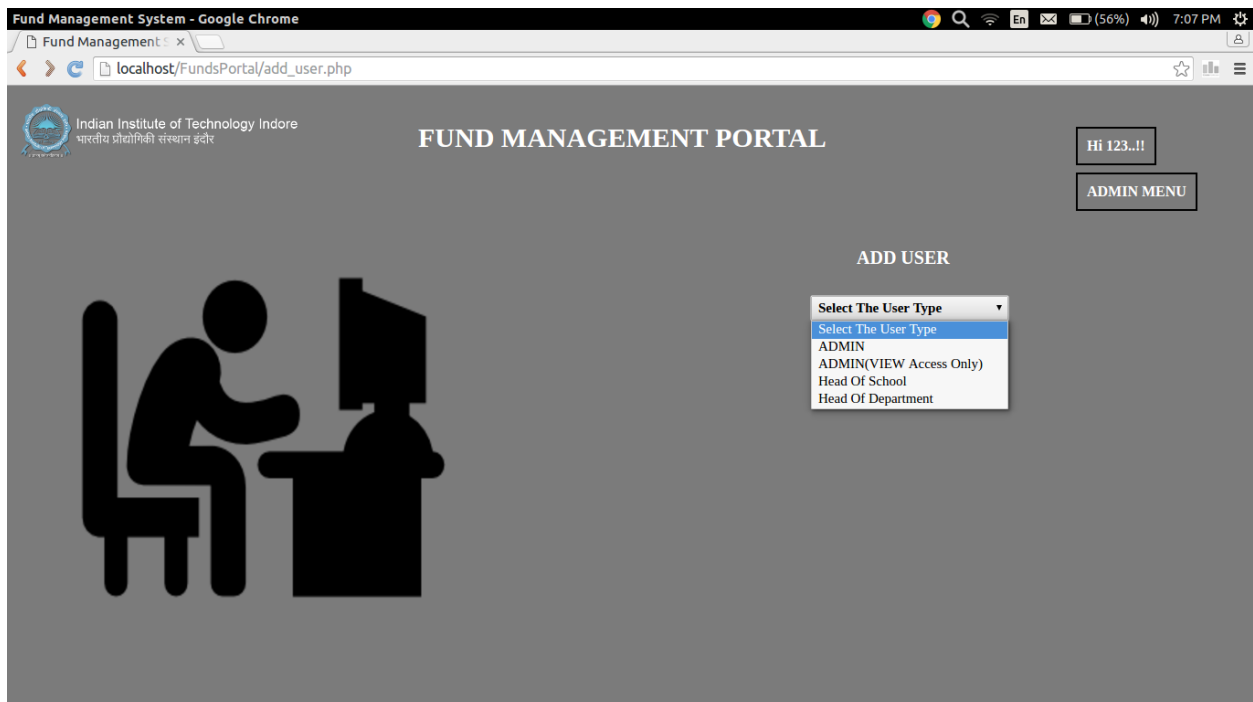 Fund Management System - Google Chrome
En (56%) 7:07 PM
Fund Management S ×
localhost/FundsPortal/add_user.php
Indian Institute of Technology Indore
भारतीय प्रौद्योगिकी संस्थान इंदौर
FUND MANAGEMENT PORTAL
Hi 123..!!
ADMIN MENU
ADD USER
Select The User Type
Select The User Type
ADMIN
ADMIN(VIEW Access Only)
Head Of School
Head Of Department